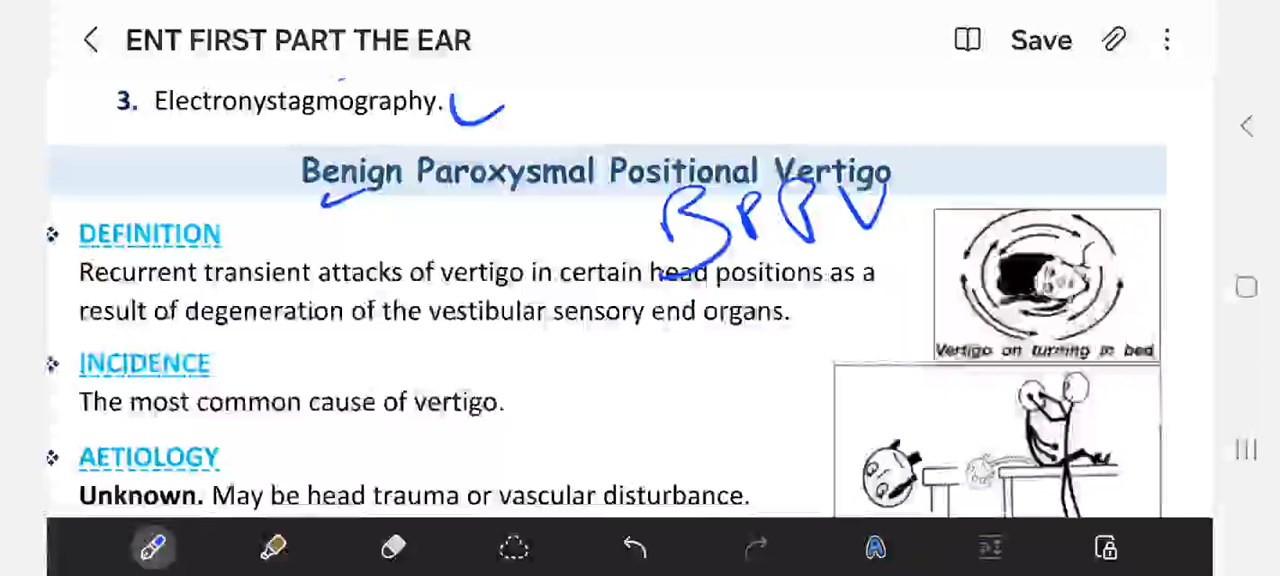 ENT FIRST PART THE EAR
Save
3. Electronystagmography.
Benign Paroxysmal Positional Vertigo
BPPV
DEFINITION
Recurrent transient attacks of vertigo in certain head positions as a
result of degeneration of the vestibular sensory end organs.
Vertigo on turning in bed
INCIDENCE
The most common cause of vertigo.
AETIOLOGY
Unknown. May be head trauma or vascular disturbance.